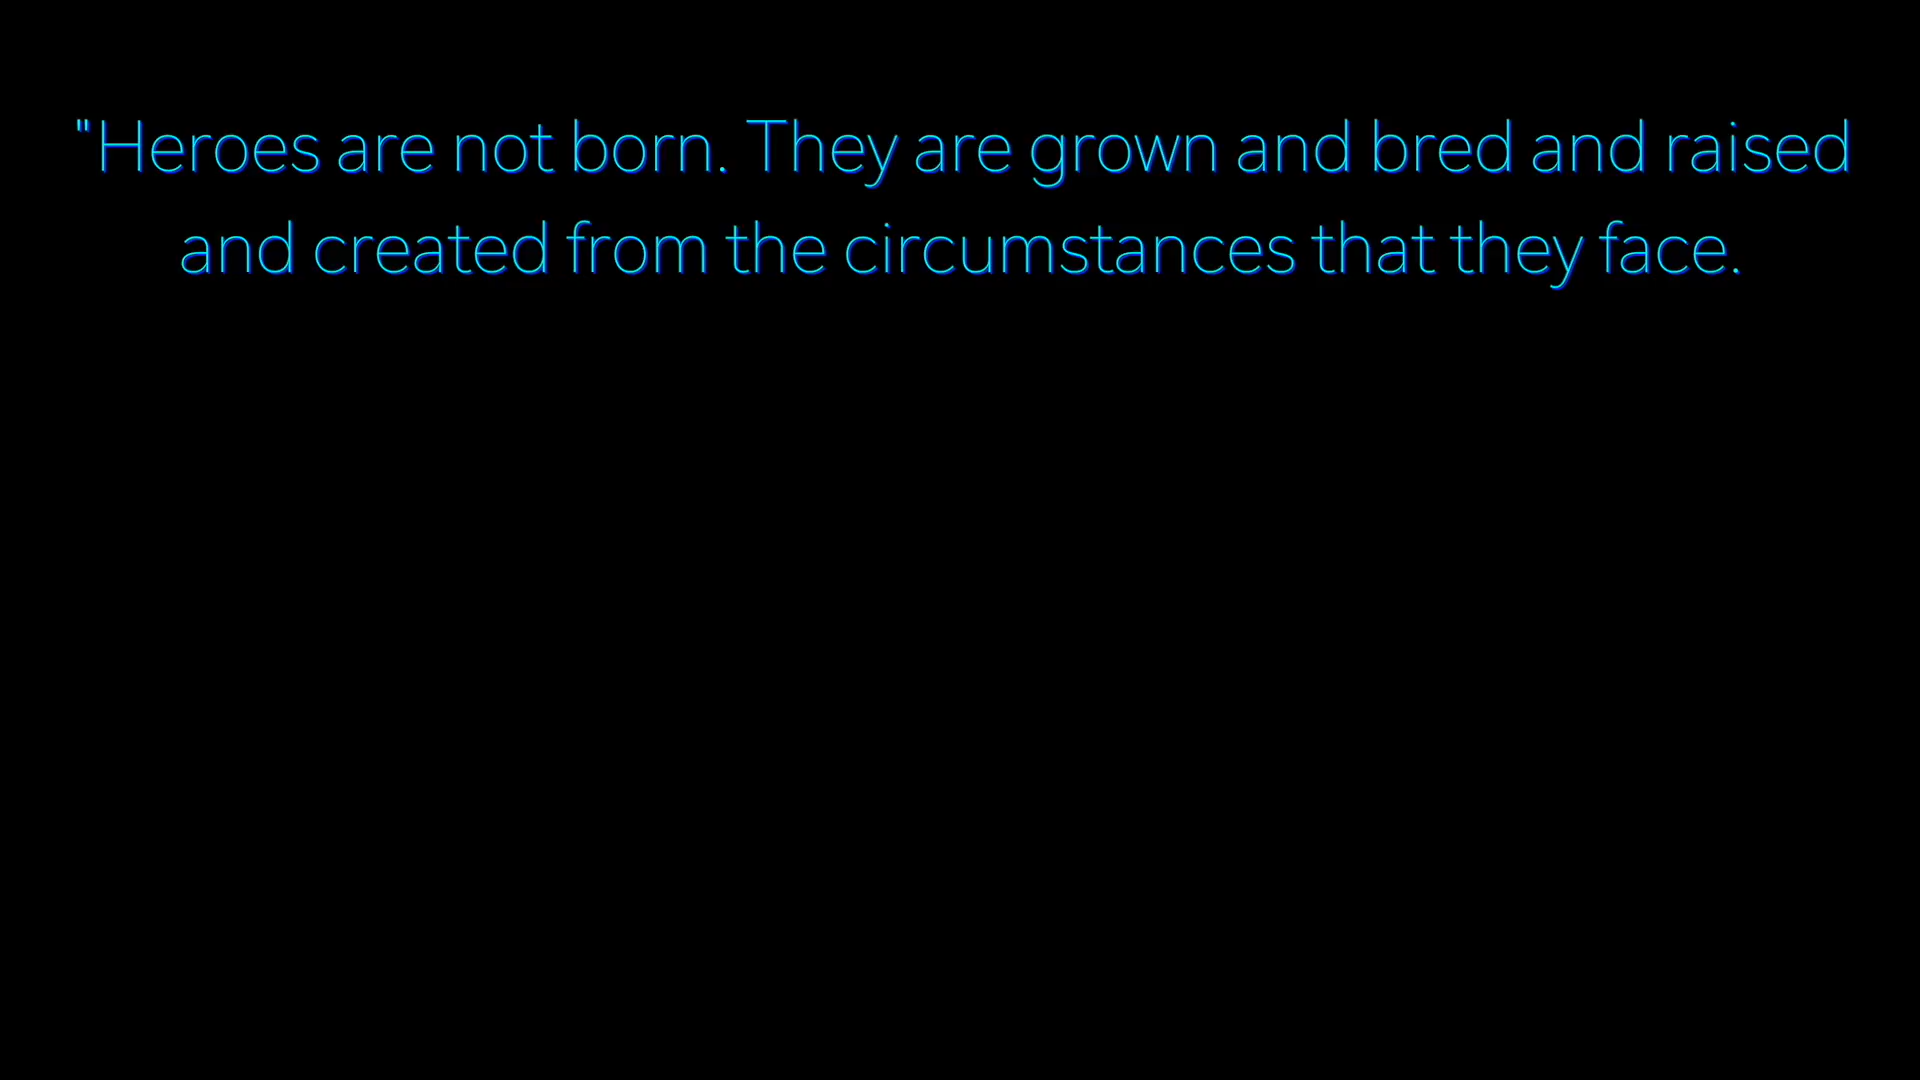 "Heroes are not born. They are grown and bred and raised
and created from the circumstances that they face.